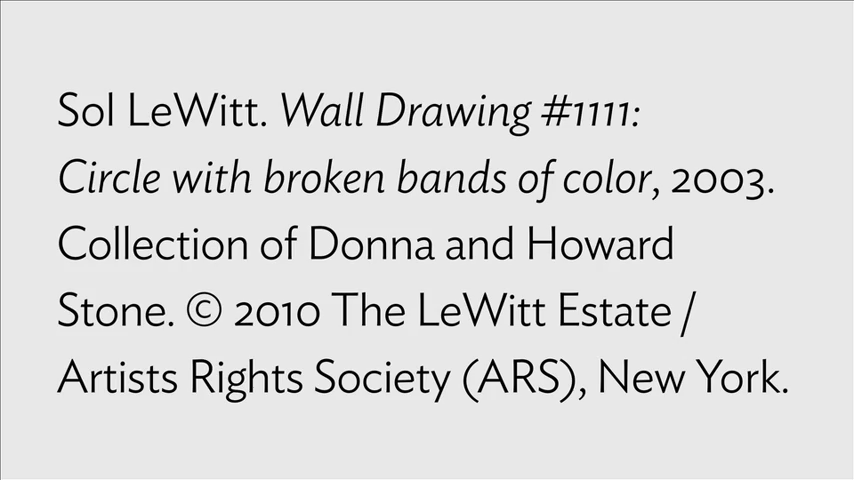 Sol LeWitt. Wall Drawing #1111:
Circle with broken bands of color, 2003.
Collection of Donna and Howard
Stone. © 2010 The LeWitt Estate /
Artists Rights Society (ARS), New York.